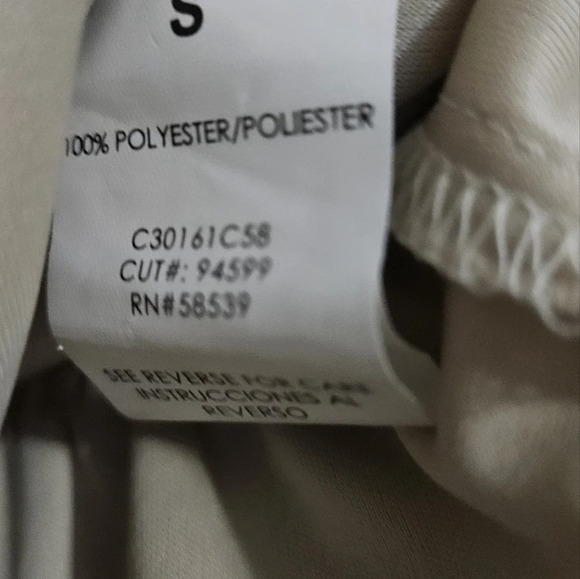 S
100% POLYESTER/POLIESTER
C30161C58
CUT#: 94599
RN#58539
SEE REVERSE FOR CARE
INSTRUCCIONES AL
REVERSO